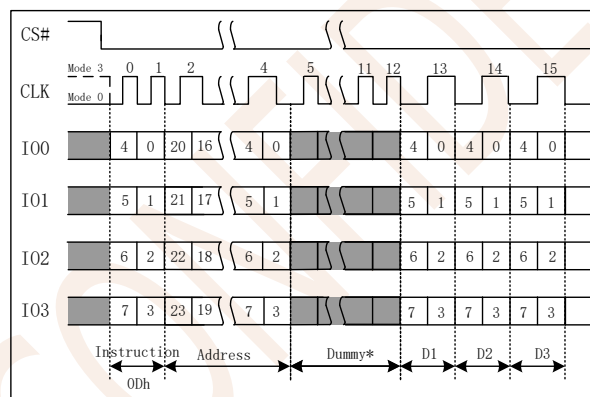 CS#
Mode 3 0 1 2 4 5 11 12 13 14 15
CLK
Mode 0
IO0 4 0 20 16 4 0 4 0 4 0 4 0
IO1 5 1 21 17 5 1 5 1 5 1 5 1
IO2 6 2 22 18 6 2 6 2 6 2 6 2
IO3 7 3 23 19 7 3 7 3 7 3 7 3
Instruction Address Dummy* D1 D2 D3
0Dh